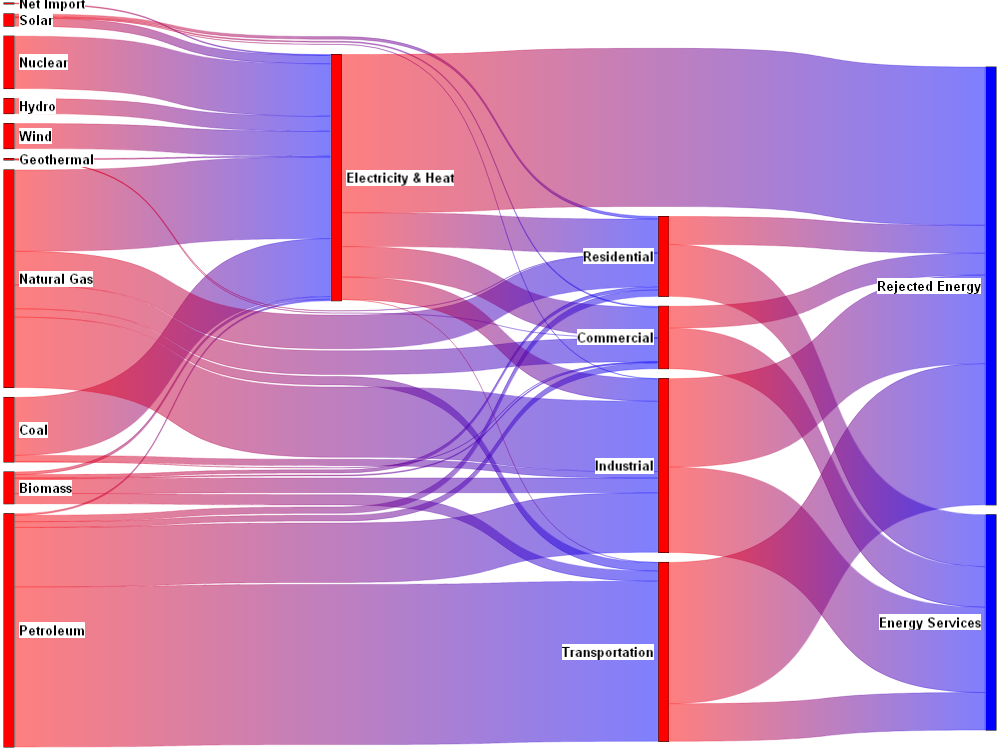 Net Import
Solar
Nuclear
Hydro
Wind
Geothermal
Electricity & Heat
Residential
Natural Gas
Rejected Energy
Commercial
Coal
Industrial
Biomass
Energy Services
Petroleum
Transportation